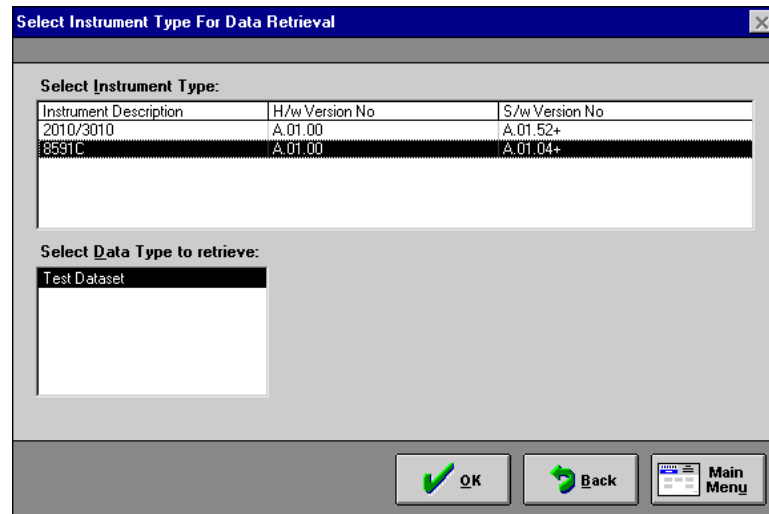 Select Instrument Type For Data Retrieval
Select Instrument Type:
Instrument Description H/w Version No S/w Version No
2010/3010 A.01.00 A.01.52+
8591C A.01.00 A.01.04+
Select Data Type to retrieve:
Test Dataset
OK Back Main
Menu